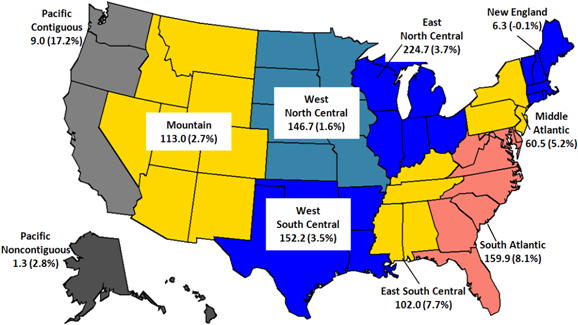 Pacific
Contiguous
9.0 (17.2%)
East
North Central
224.7 (3.7%)
New England
6.3 (-0.1%)
West
North Central
146.7 (1.6%)
Mountain
113.0 (2.7%)
Middle
Atlantic
60.5 (5.2%)
West
South Central
152.2 (3.5%)
Pacific
Noncontiguous
1.3 (2.8%)
South Atlantic
159.9 (8.1%)
East South Central
102.0 (7.7%)